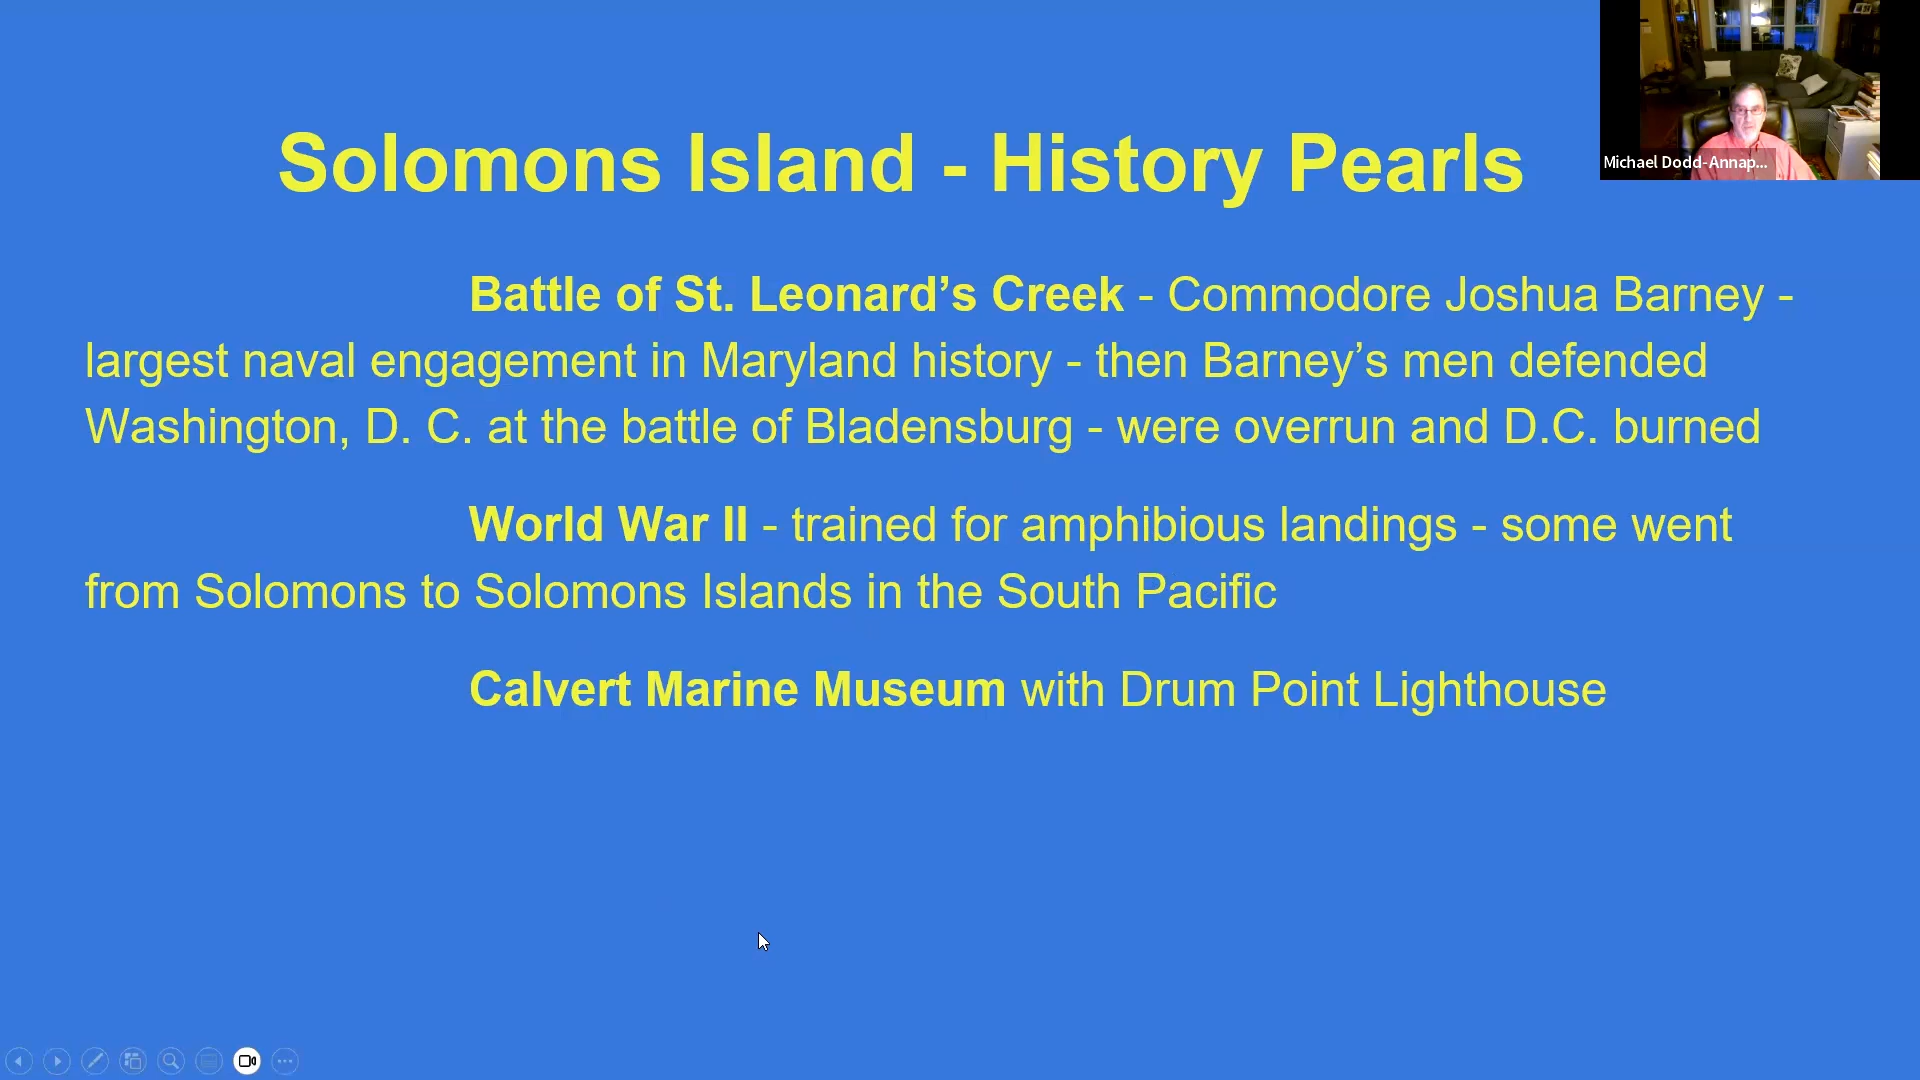 Solomons Island - History Pearls
Michael Dodd-Annap...
Battle of St. Leonard’s Creek - Commodore Joshua Barney -
largest naval engagement in Maryland history - then Barney’s men defended
Washington, D. C. at the battle of Bladensburg - were overrun and D.C. burned
World War II - trained for amphibious landings - some went
from Solomons to Solomons Islands in the South Pacific
Calvert Marine Museum with Drum Point Lighthouse